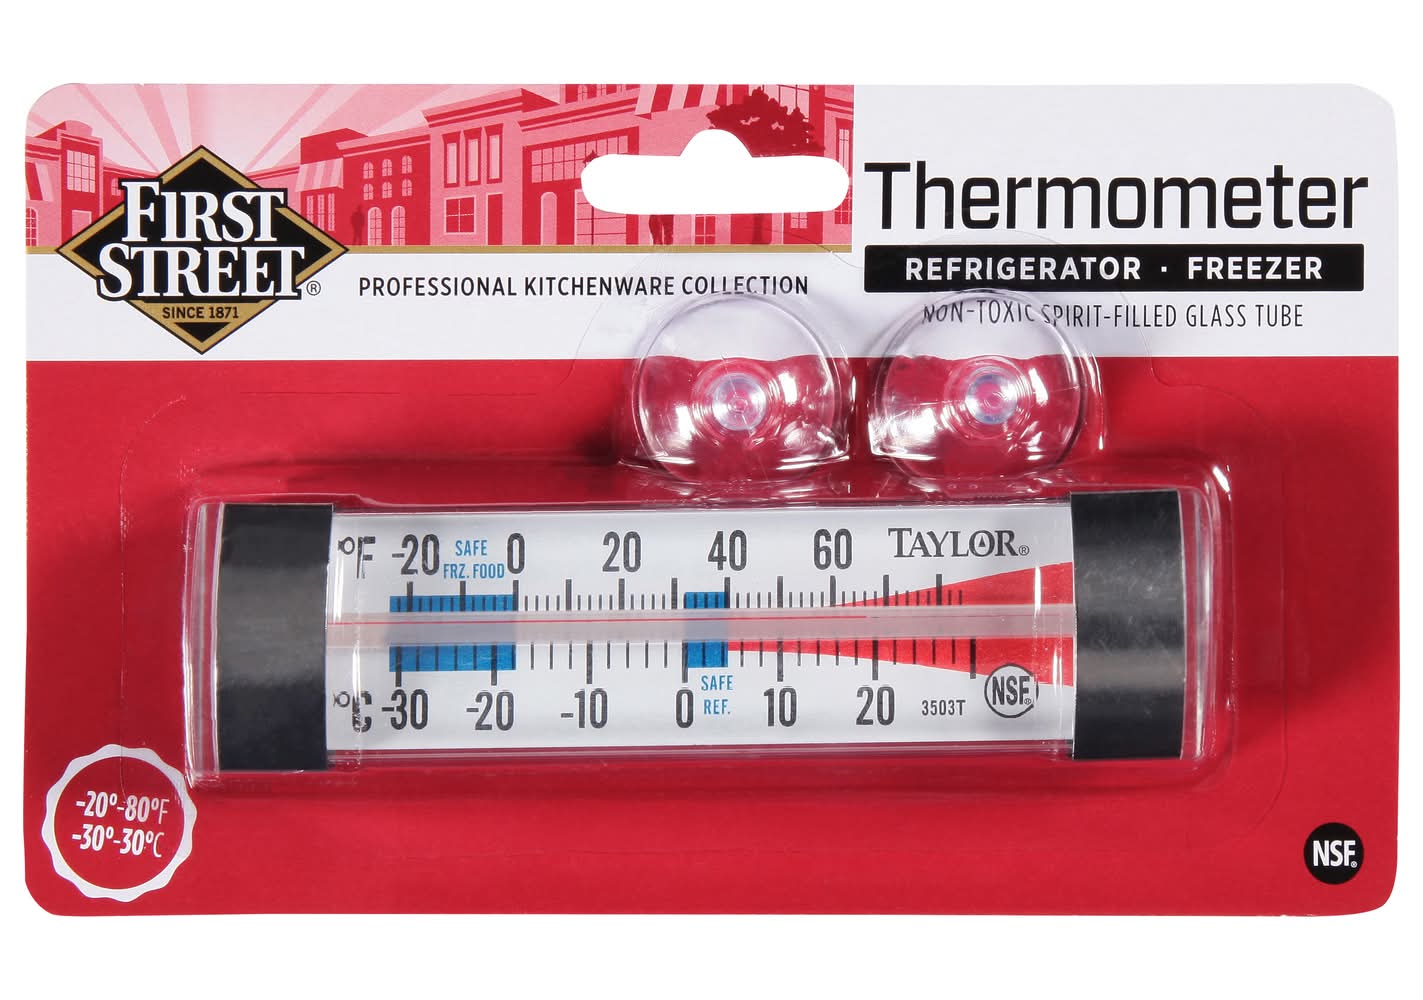 FIRST
STREET®
SINCE 1871
PROFESSIONAL KITCHENWARE COLLECTION
Thermometer
REFRIGERATOR · FREEZER
NON-TOXIC SPIRIT-FILLED GLASS TUBE
°F -20 SAFE FRZ. FOOD 0 20 40 60 TAYLOR®
°C -30 -20 -10 0 SAFE REF. 10 20 3503T NSF®
-20°-80°F
-30°-30°C
NSF®